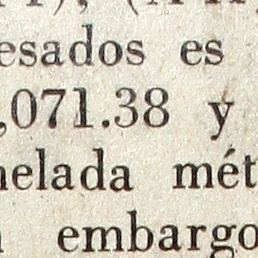 esados es
,071.38 y
nelada mét
embargo